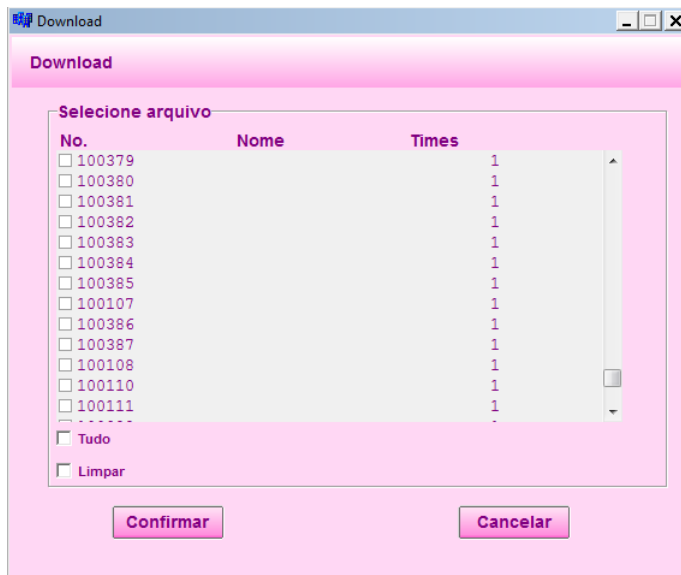 Download
Download
Selecione arquivo
No. Nome Times
100379 1
100380 1
100381 1
100382 1
100383 1
100384 1
100385 1
100107 1
100386 1
100387 1
100108 1
100110 1
100111 1
Tudo
Limpar
Confirmar Cancelar